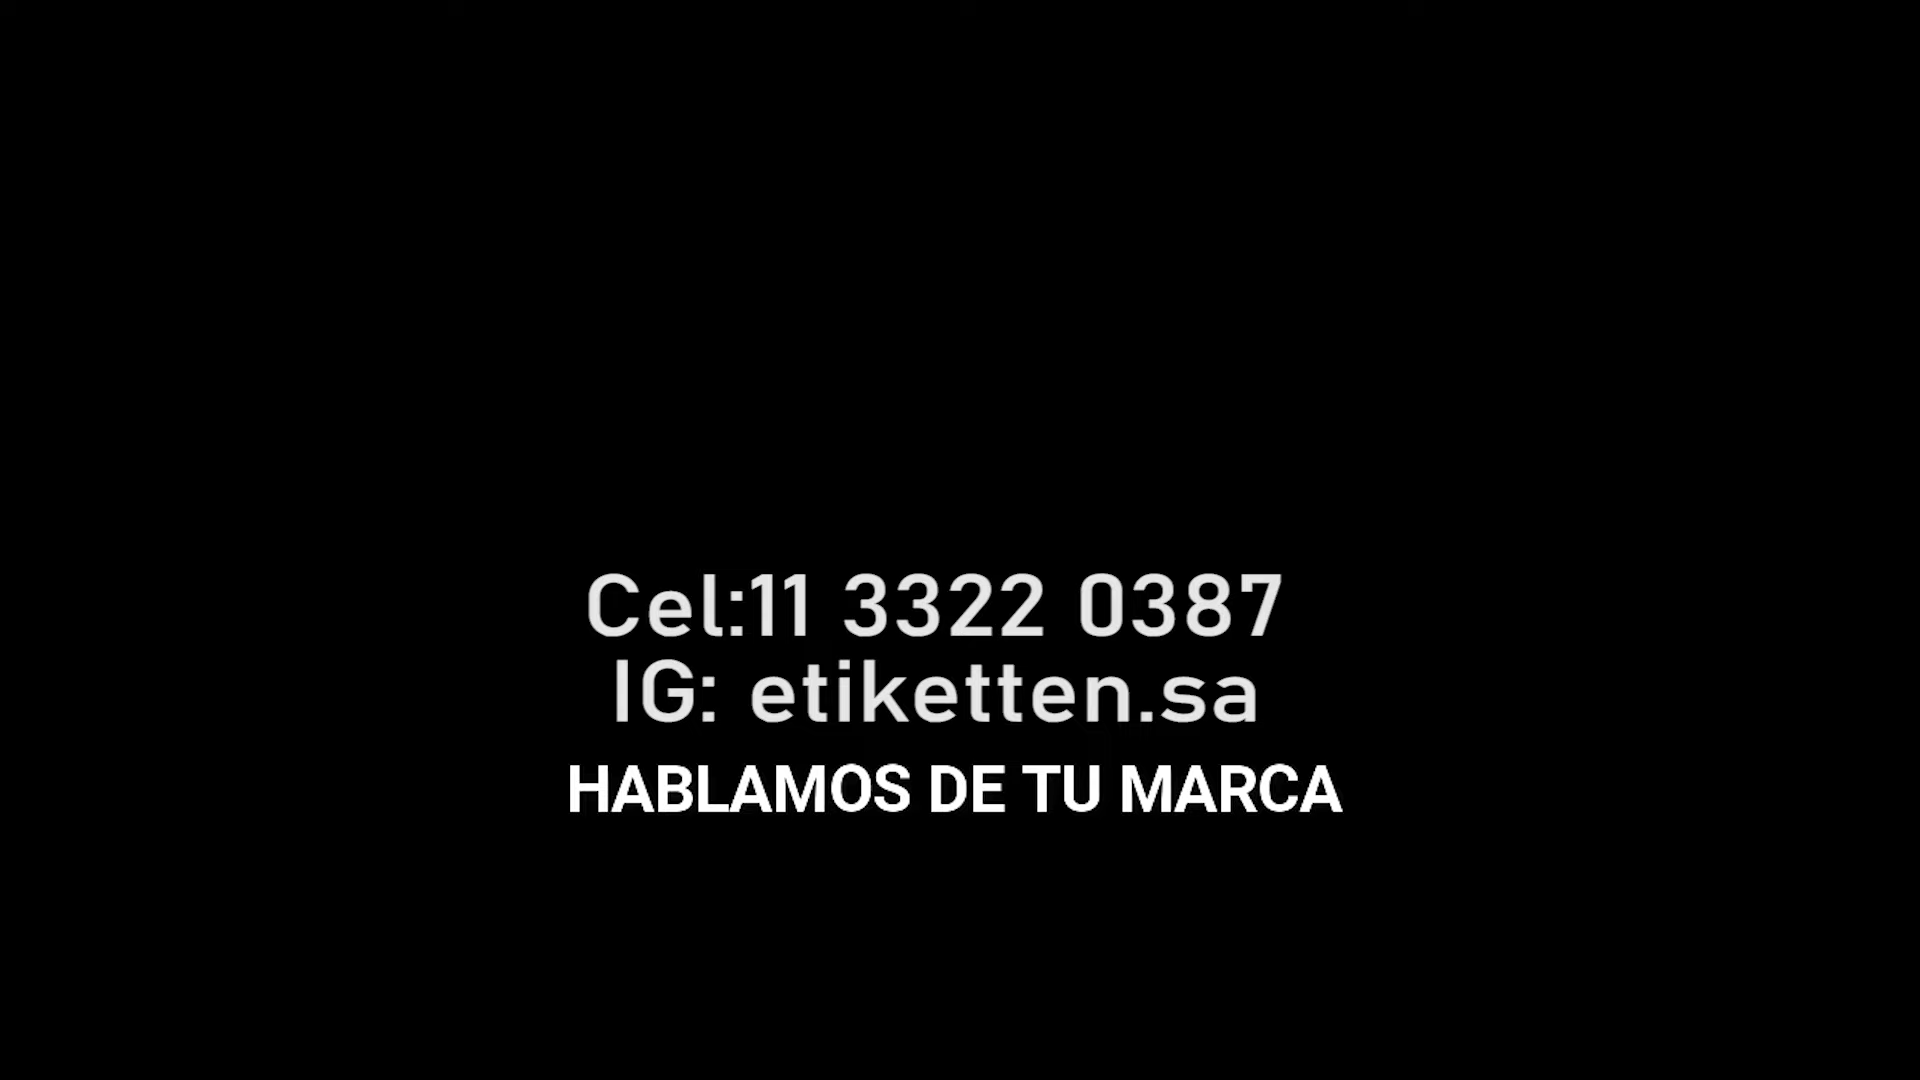 Cel:11 3322 0387
IG: etiketten.sa
HABLAMOS DE TU MARCA